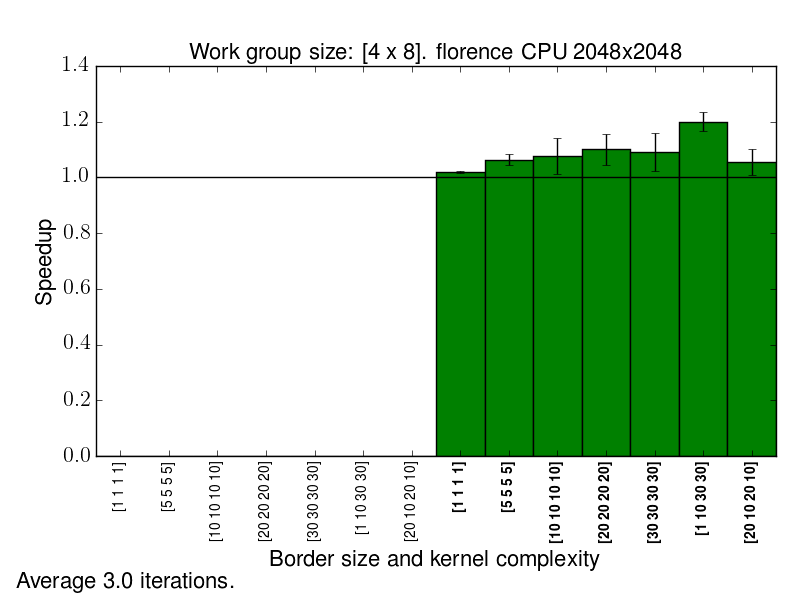 Work group size: [4 x 8]. florence CPU 2048x2048
Speedup
1.4
1.2
1.0
0.8
0.6
0.4
0.2
0.0
[1 1 1 1]
[5 5 5 5]
[10 10 10 10]
[20 20 20 20]
[30 30 30 30]
[1 10 30 30]
[20 10 20 10]
[1 1 1 1]
[5 5 5 5]
[10 10 10 10]
[20 20 20 20]
[30 30 30 30]
[1 10 30 30]
[20 10 20 10]
Border size and kernel complexity
Average 3.0 iterations.